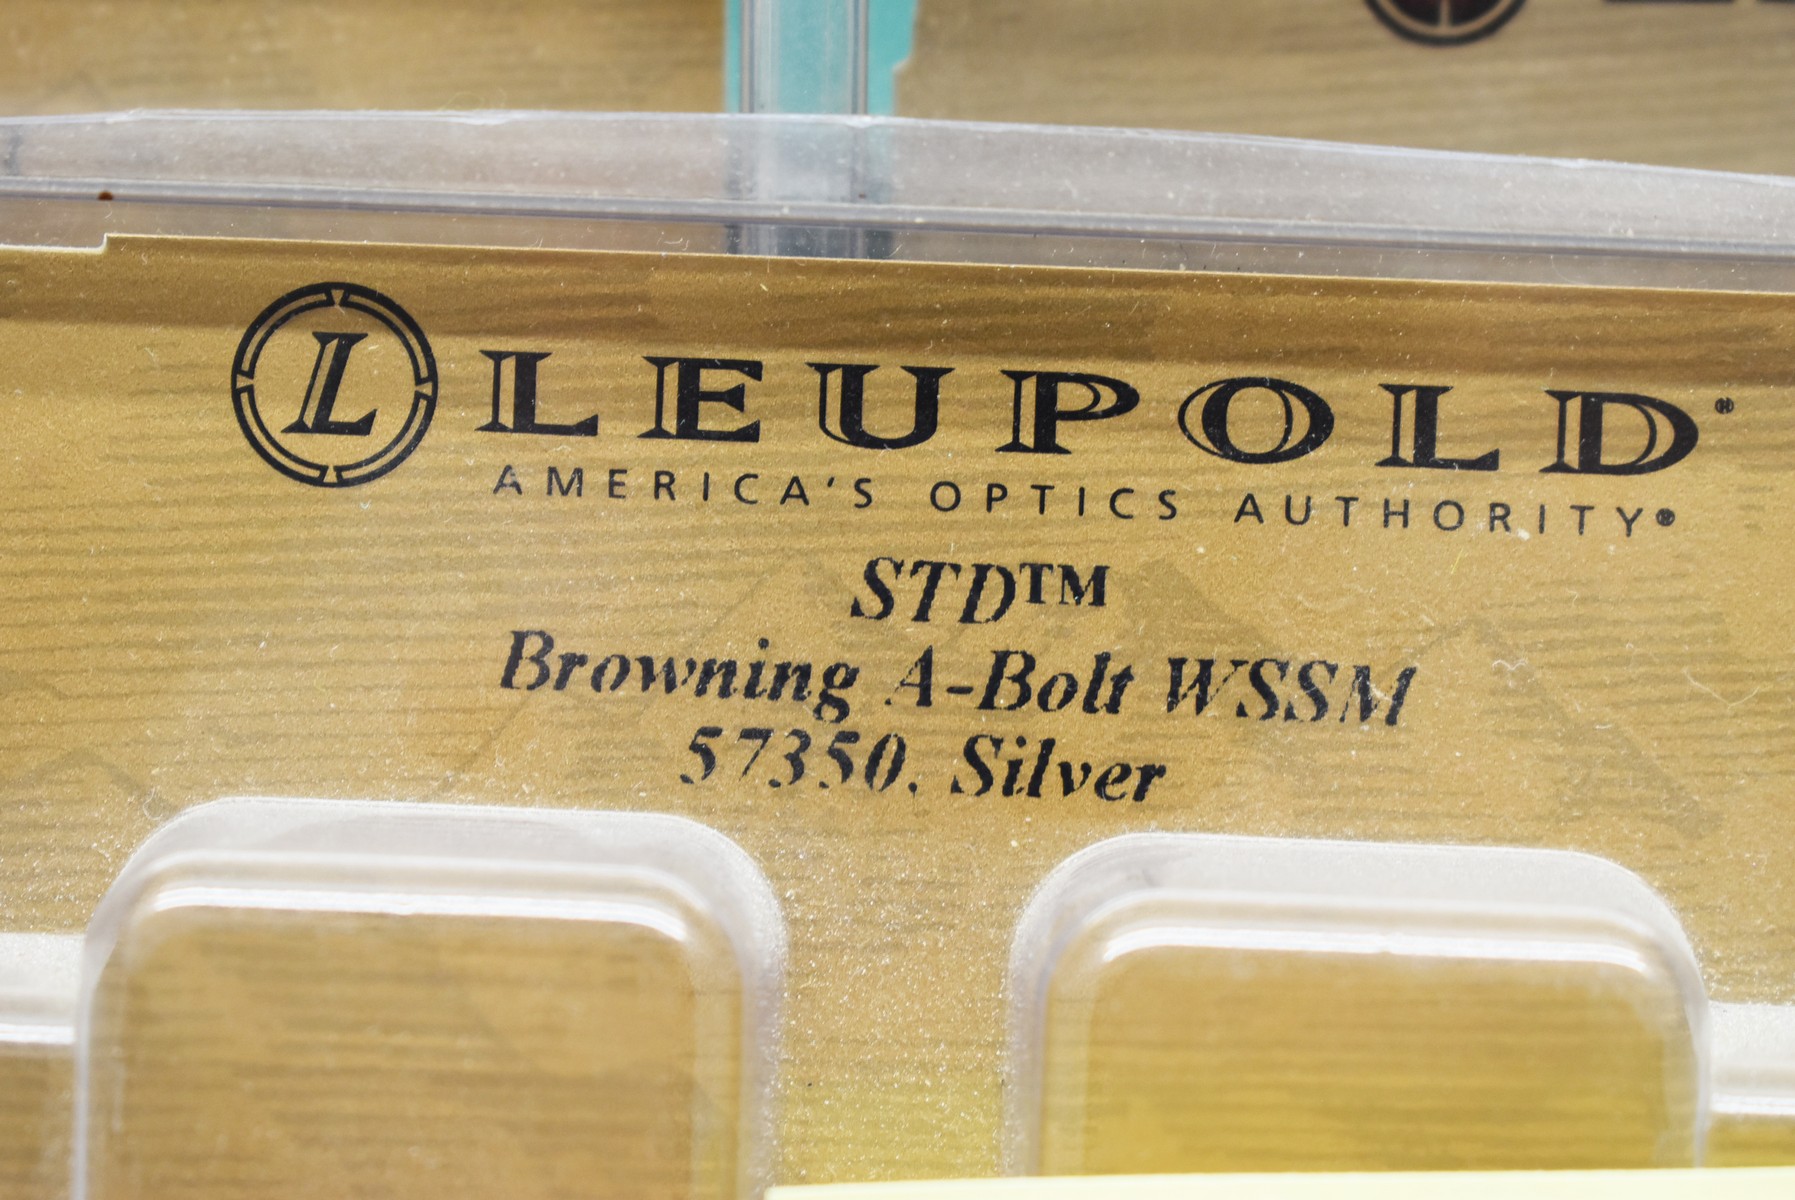 L LEUPOLD®
AMERICA'S OPTICS AUTHORITY®
STD™
Browning A-Bolt WSSM
57350, Silver